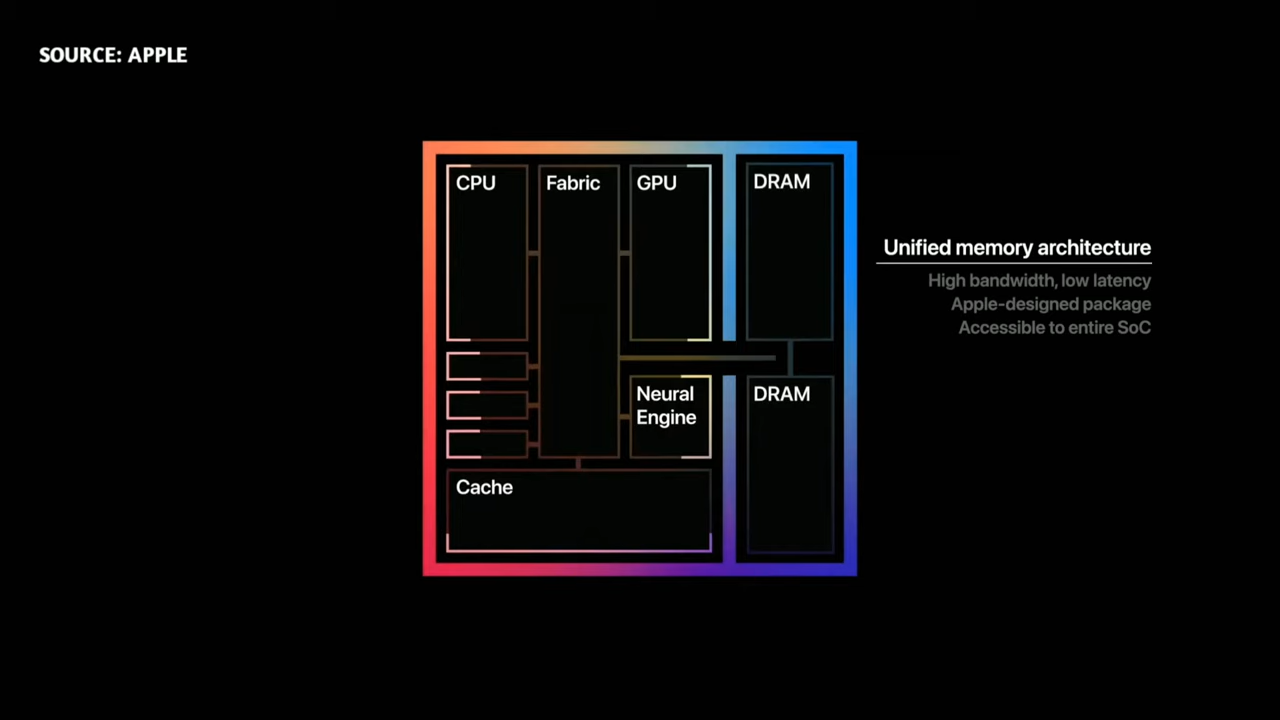 SOURCE: APPLE
CPU
Fabric
GPU
DRAM
Unified memory architecture
High bandwidth, low latency
Apple-designed package
Accessible to entire SoC
Neural
Engine
DRAM
Cache